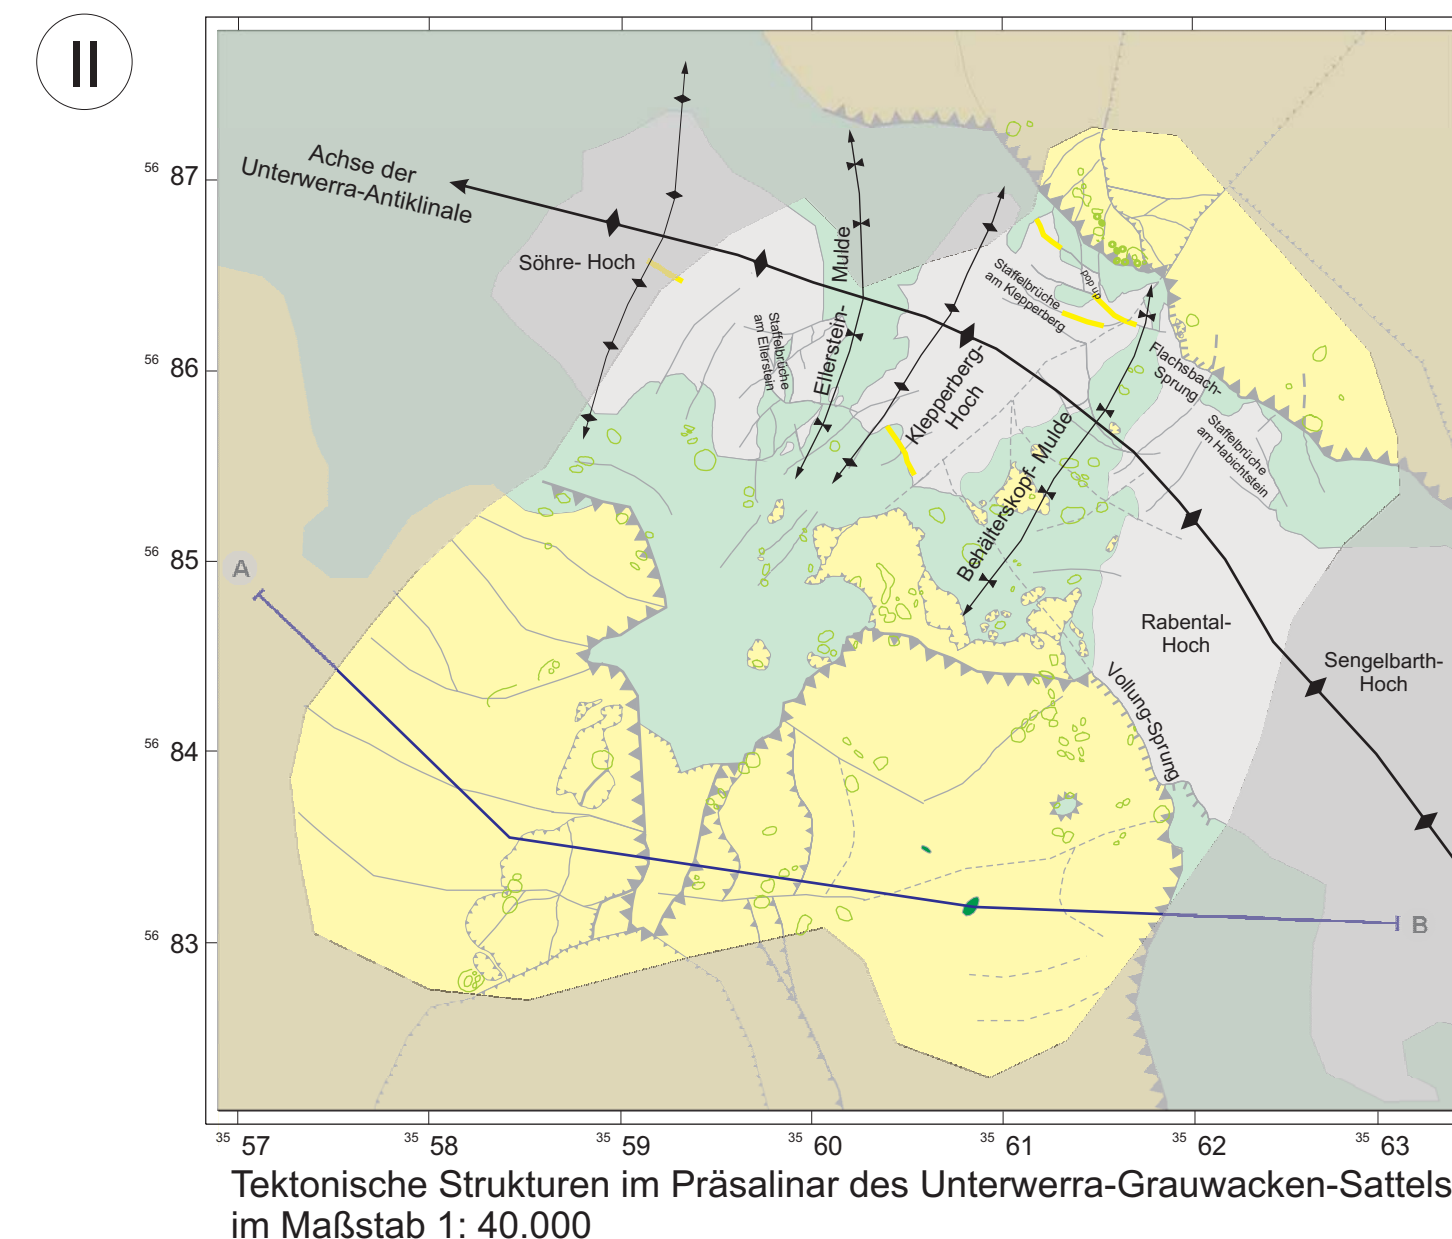 II
Achse der
Unterwerra-Antiklinale
Söhre- Hoch
Staffelbrüche
am Ellerstein
Ellerstein- Mulde
Klepperberg-
Hoch
Staffelbrüche
am Klepperberg
pop up
Flachsbach-
Sprung
Staffelbrüche
am Habichtstein
Behälterskopf- Mulde
Rabental-
Hoch
Sengelbarth-
Hoch
Vollung-Sprung
A
B
56 87
56 86
56 85
56 84
56 83
35 57
35 58
35 59
35 60
35 61
35 62
35 63
Tektonische Strukturen im Präsalinar des Unterwerra-Grauwacken-Sattels
im Maßstab 1: 40.000